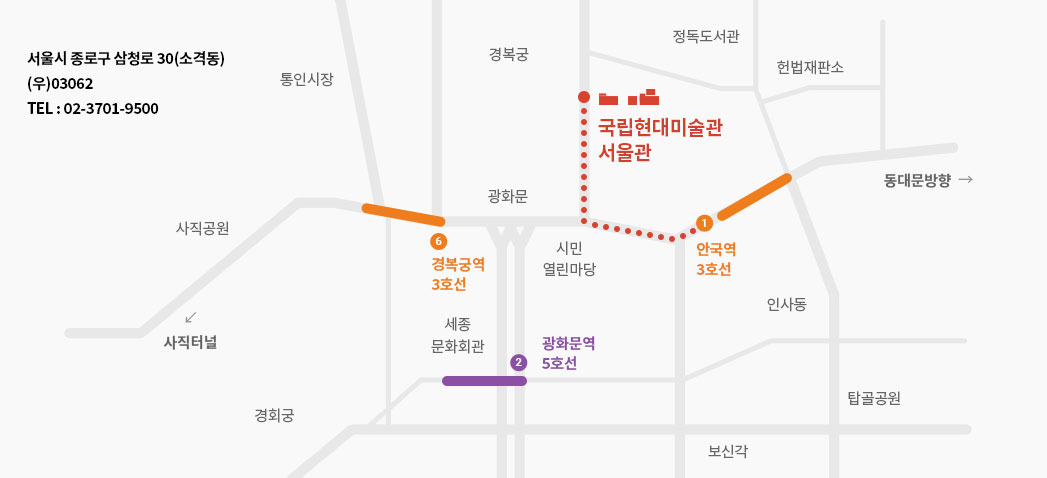 서울시 종로구 삼청로 30(소격동)
(우)03062
TEL : 02-3701-9500
통인시장
경복궁
정독도서관
헌법재판소
국립현대미술관
서울관
동대문방향 →
광화문
사직공원
1
안국역
3호선
6
경복궁역
3호선
시민
열린마당
인사동
↙
사직터널
세종
문화회관
2
광화문역
5호선
탑골공원
경희궁
보신각